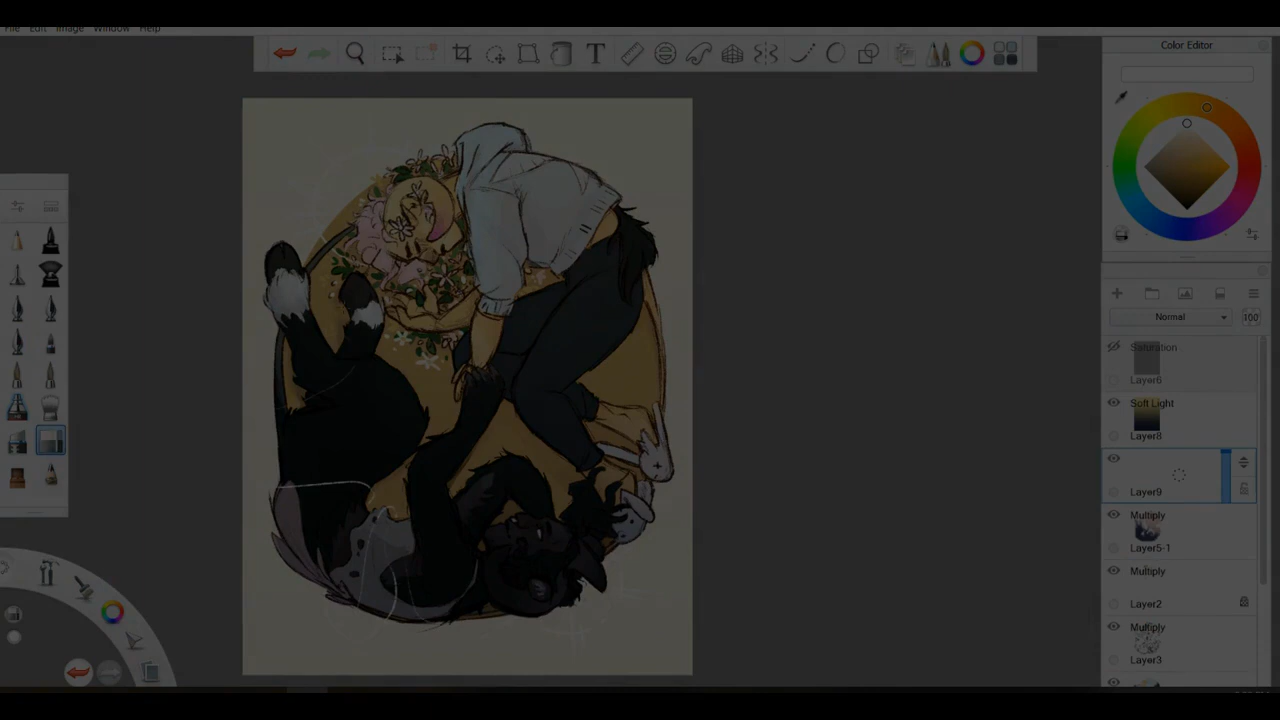 File Edit Image Window Help
T
Color Editor
Normal 100
Saturation
Layer6
Soft Light
Layer8
Layer9
Multiply
Layer5-1
Multiply
Layer2
Multiply
Layer3